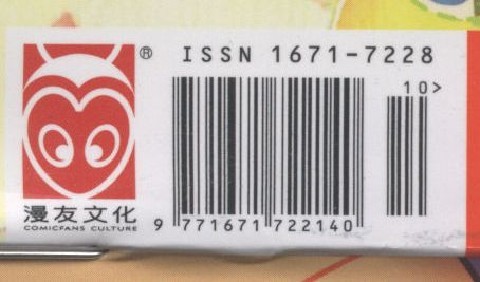 ® ISSN 1671-7228
10>
漫友文化
COMICFANS CULTURE
9 771671 722140